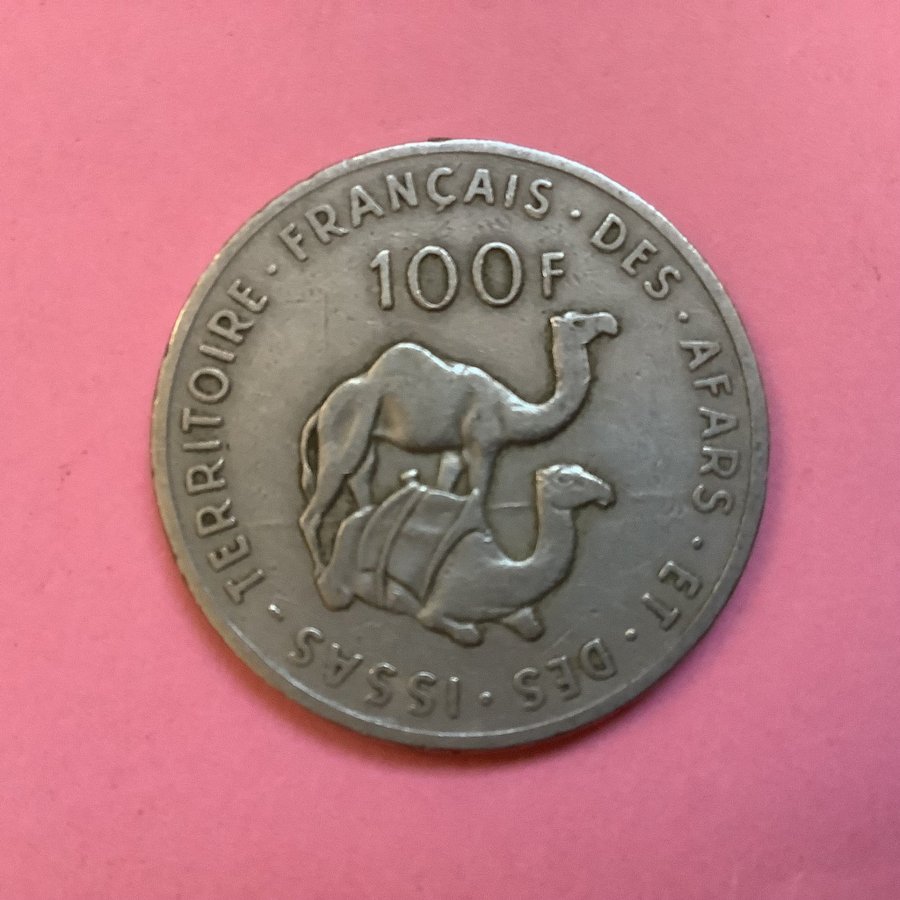 TERRITOIRE · FRANÇAIS · DES · AFARS · ET · DES · ISSAS -
100F